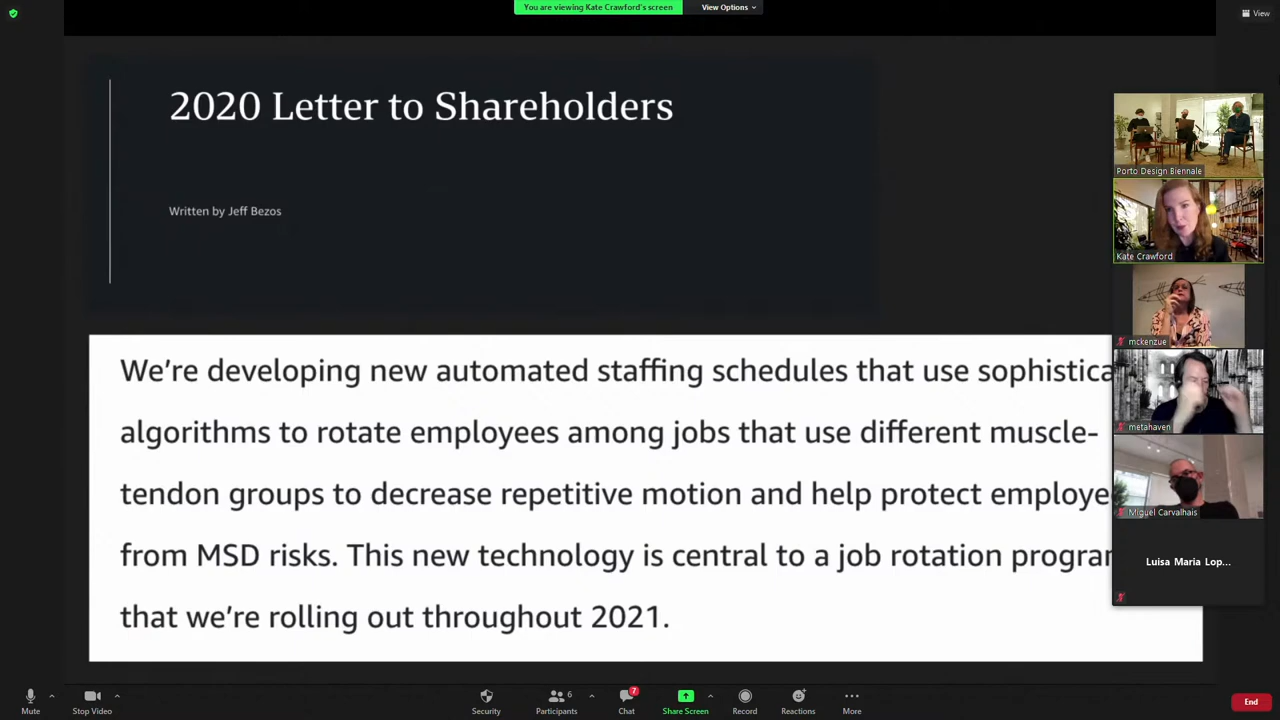 You are viewing Kate Crawford's screen
View Options
View
2020 Letter to Shareholders
Written by Jeff Bezos
We're developing new automated staffing schedules that use sophistica
algorithms to rotate employees among jobs that use different muscle-
tendon groups to decrease repetitive motion and help protect employe
from MSD risks. This new technology is central to a job rotation program
that we're rolling out throughout 2021.
Porto Design Biennale
Kate Crawford
mckenzue
metahaven
Miguel Carvalhais
Luisa Maria Lop...
Mute
Stop Video
Security
Participants
6
Chat
7
Share Screen
Record
Reactions
More
End